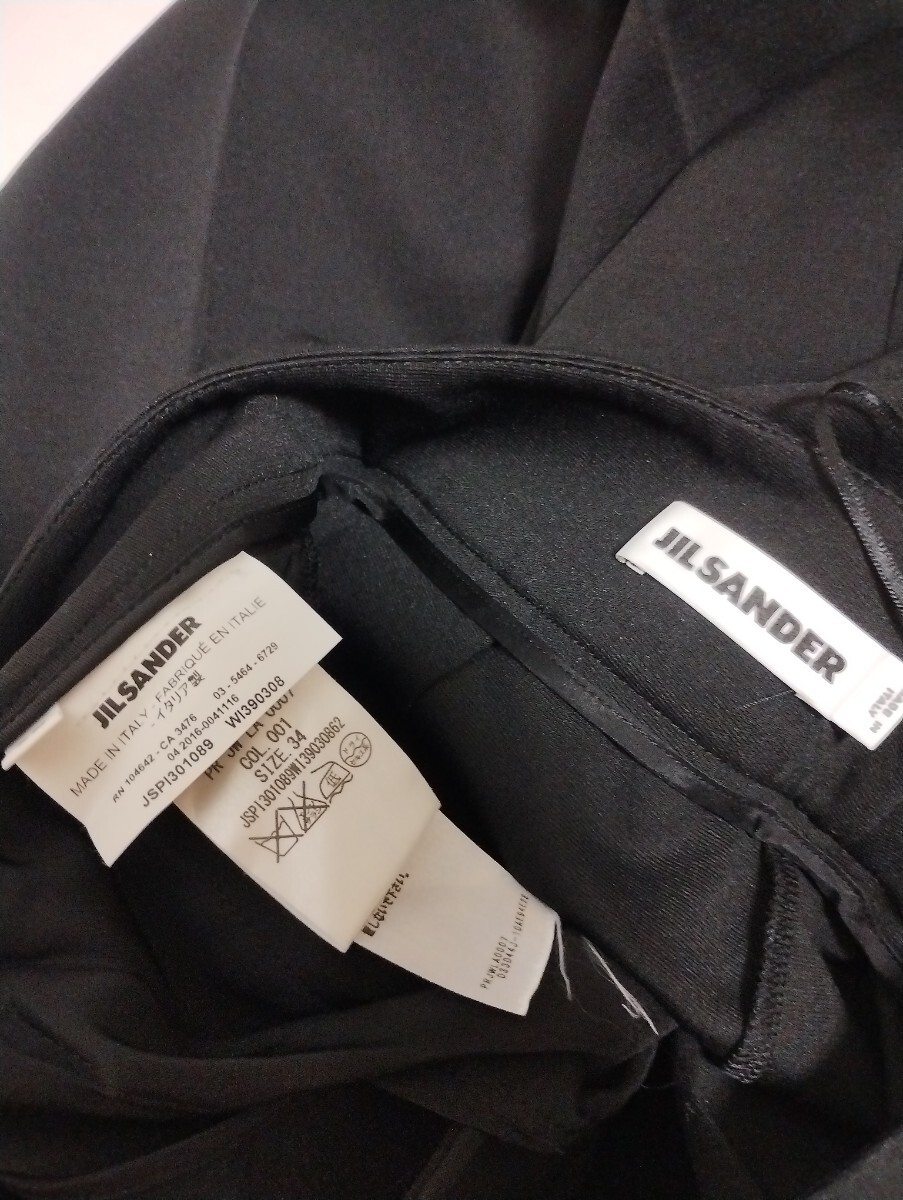 JILSANDER
MADE IN ITALY - FABRIQUÉ EN ITALIE
イタリア製
RN 104642 - CA 3476 03 - 5464 - 6729
04 2016-0041116
JSPI301089 WI390308
COL. 001
SIZE. 34
JSPI301089WI39030862
JILSANDER